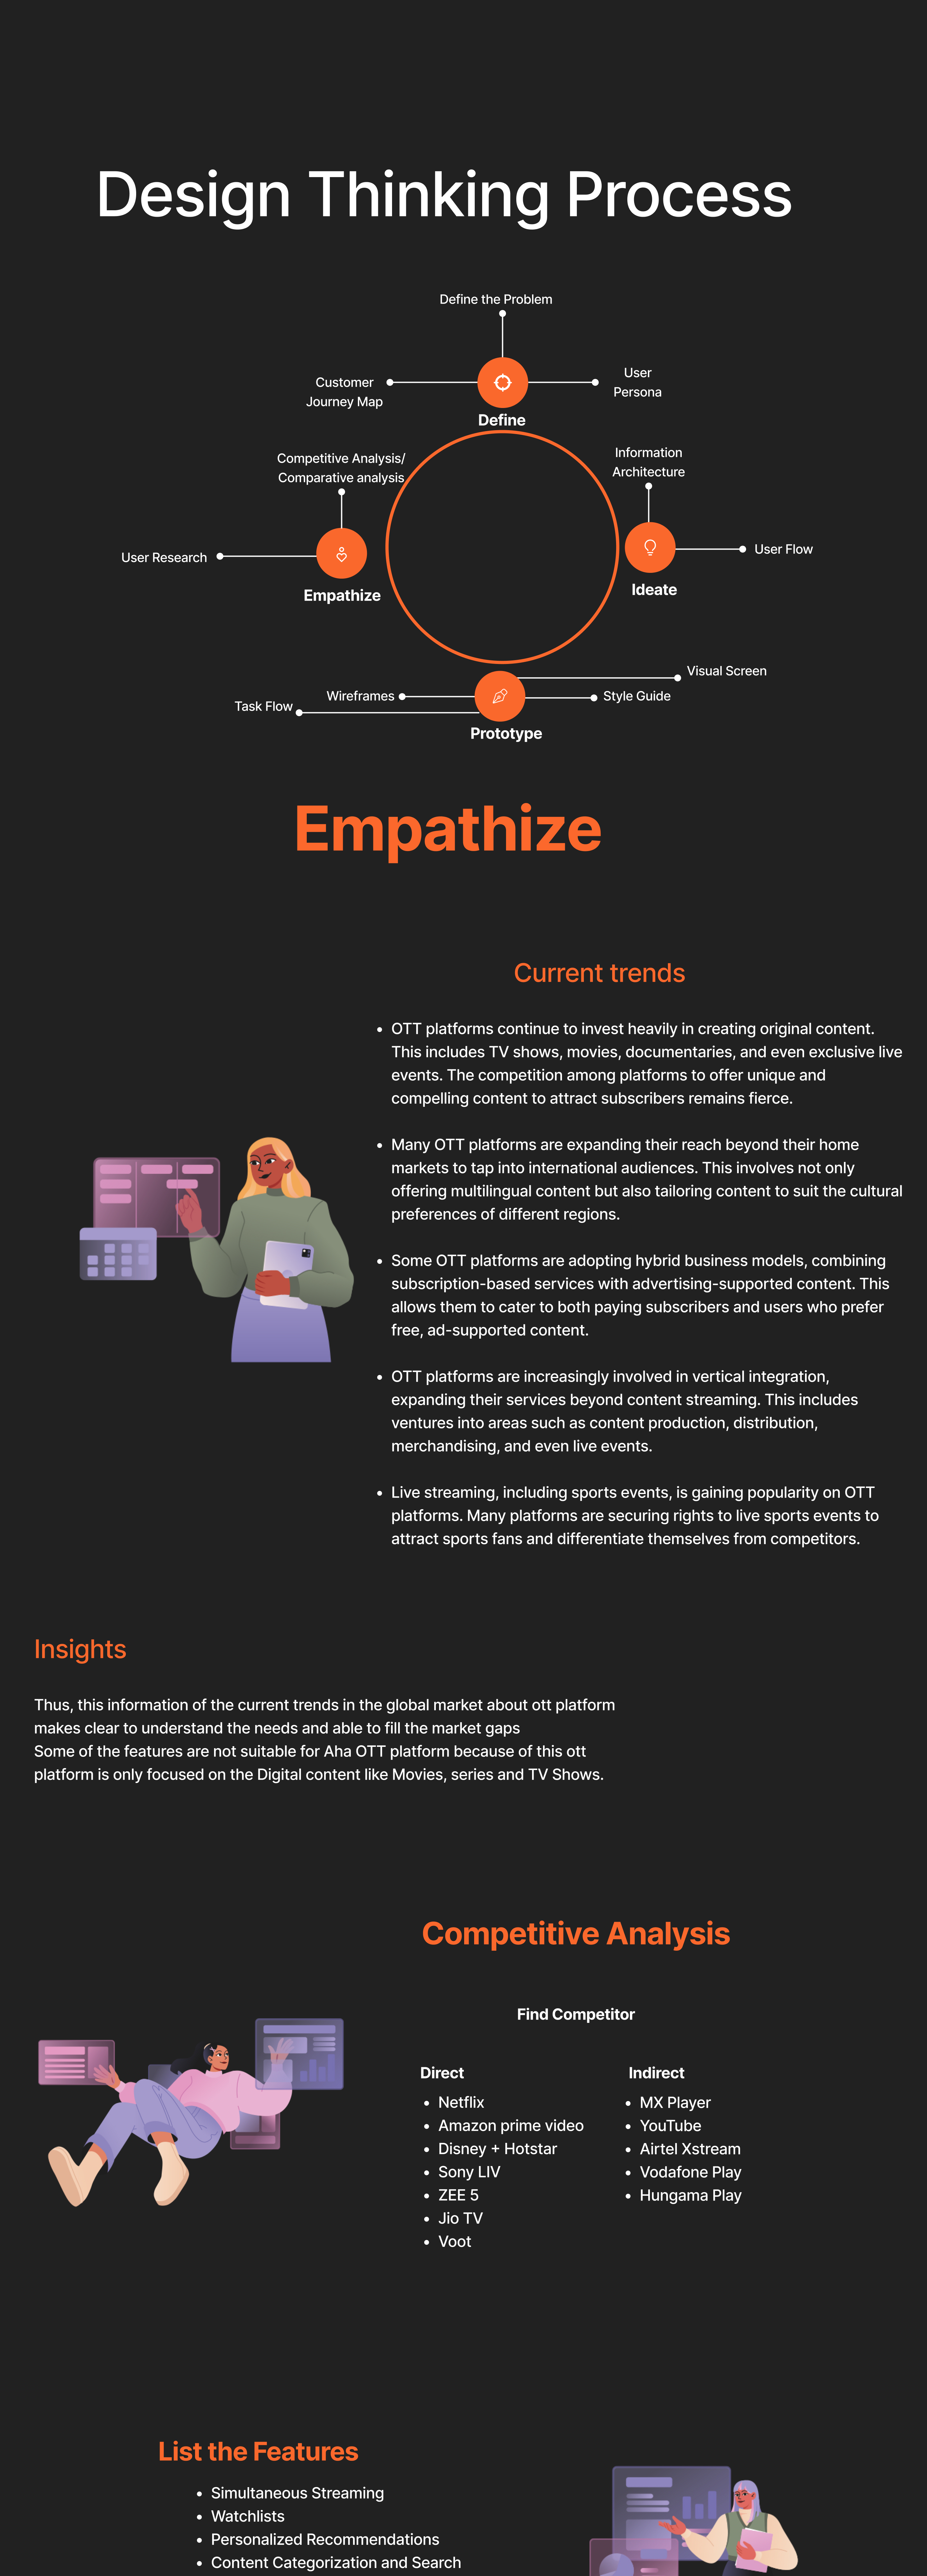 Design Thinking Process
Define the Problem
Customer
Journey Map
User
Persona
Define
Competitive Analysis/
Comparative analysis
Information
Architecture
User Research
User Flow
Empathize
Ideate
Visual Screen
Wireframes
Style Guide
Task Flow
Prototype
Empathize
Current trends
• OTT platforms continue to invest heavily in creating original content.
This includes TV shows, movies, documentaries, and even exclusive live
events. The competition among platforms to offer unique and
compelling content to attract subscribers remains fierce.
• Many OTT platforms are expanding their reach beyond their home
markets to tap into international audiences. This involves not only
offering multilingual content but also tailoring content to suit the cultural
preferences of different regions.
• Some OTT platforms are adopting hybrid business models, combining
subscription-based services with advertising-supported content. This
allows them to cater to both paying subscribers and users who prefer
free, ad-supported content.
• OTT platforms are increasingly involved in vertical integration,
expanding their services beyond content streaming. This includes
ventures into areas such as content production, distribution,
merchandising, and even live events.
• Live streaming, including sports events, is gaining popularity on OTT
platforms. Many platforms are securing rights to live sports events to
attract sports fans and differentiate themselves from competitors.
Insights
Thus, this information of the current trends in the global market about ott platform
makes clear to understand the needs and able to fill the market gaps
Some of the features are not suitable for Aha OTT platform because of this ott
platform is only focused on the Digital content like Movies, series and TV Shows.
Competitive Analysis
Find Competitor
Direct
• Netflix
• Amazon prime video
• Disney + Hotstar
• Sony LIV
• ZEE 5
• Jio TV
• Voot
Indirect
• MX Player
• YouTube
• Airtel Xstream
• Vodafone Play
• Hungama Play
List the Features
• Simultaneous Streaming
• Watchlists
• Personalized Recommendations
• Content Categorization and Search